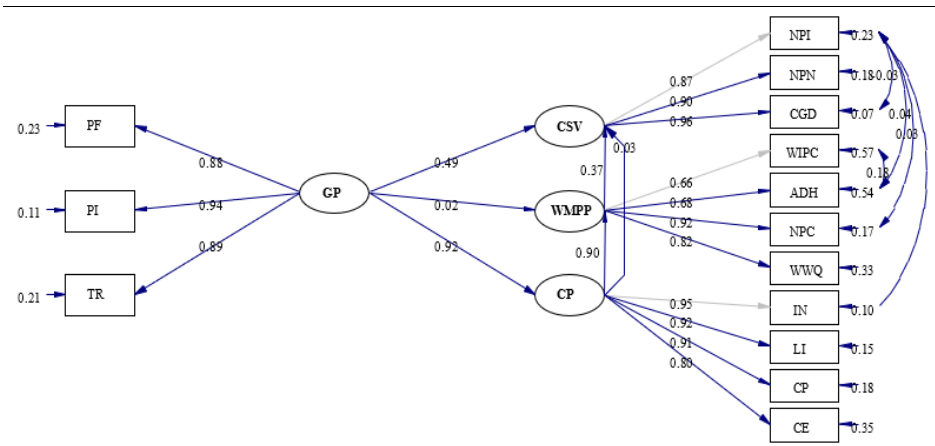 NPI
0.23
NPN
0.18
-0.03
CGD
0.07
0.04
0.03
WIPC
0.57
0.18
ADH
0.54
NPC
0.17
WWQ
0.33
IN
0.10
LI
0.15
CP
0.18
CE
0.35
0.87
0.90
0.96
CSV
0.03
0.37
0.66
0.68
0.92
0.82
WMPP
0.90
CP
0.95
0.92
0.91
0.80
0.49
0.02
0.92
GP
0.88
0.94
0.89
0.23
PF
0.11
PI
0.21
TR